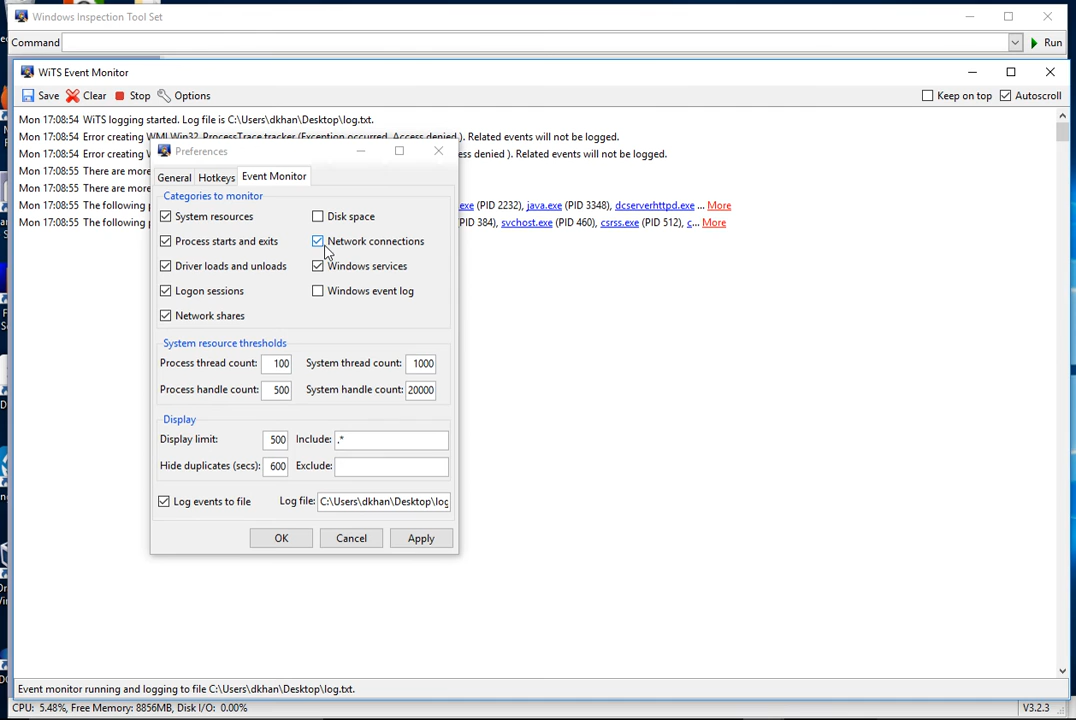 Windows Inspection Tool Set
Command Run
WiTS Event Monitor
Save Clear Stop Options Keep on top Autoscroll
Mon 17:08:54 WiTS logging started. Log file is C:\Users\dkhan\Desktop\log.txt.
Mon 17:08:54 Error creating WMI Win32_ProcessTrace tracker (Exception occurred. Access denied ). Related events will not be logged.
Mon 17:08:54 Error creating ess denied ). Related events will not be logged.
Mon 17:08:55 There are more
Mon 17:08:55 There are more
Mon 17:08:55 The following exe (PID 2232), java.exe (PID 3348), dcserverhttpd.exe ... More
Mon 17:08:55 The following (PID 384), svchost.exe (PID 460), csrss.exe (PID 512), c... More
Preferences
General Hotkeys Event Monitor
Categories to monitor
System resources Disk space
Process starts and exits Network connections
Driver loads and unloads Windows services
Logon sessions Windows event log
Network shares
System resource thresholds
Process thread count: 100 System thread count: 1000
Process handle count: 500 System handle count: 20000
Display
Display limit: 500 Include: .*
Hide duplicates (secs): 600 Exclude:
Log events to file Log file: C:\Users\dkhan\Desktop\log
OK Cancel Apply
Event monitor running and logging to file C:\Users\dkhan\Desktop\log.txt.
CPU: 5.48%, Free Memory: 8856MB, Disk I/O: 0.00% V3.2.3